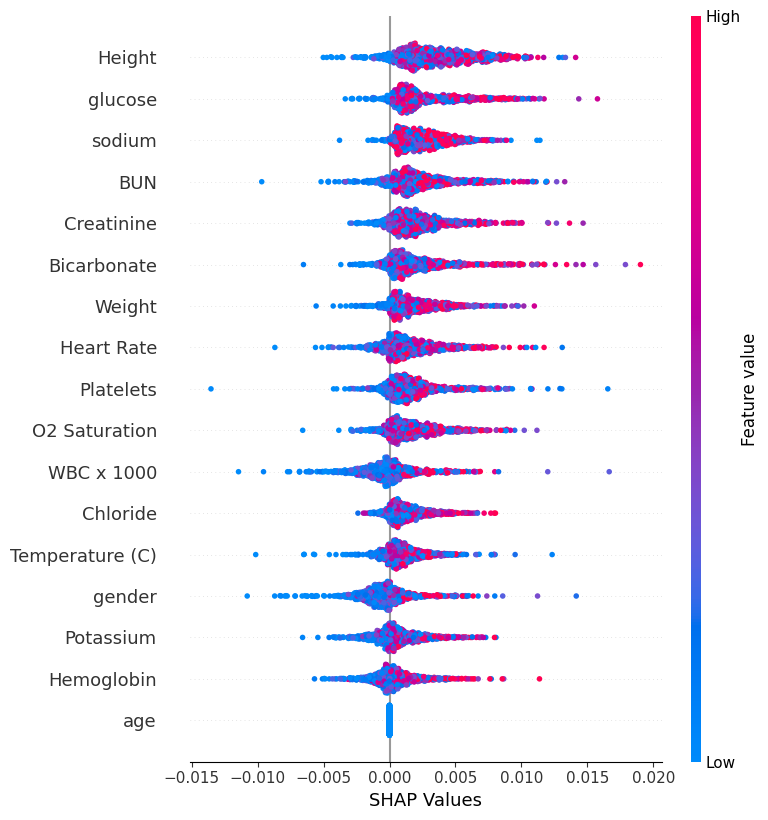 High
Height
glucose
sodium
BUN
Creatinine
Bicarbonate
Weight
Heart Rate
Platelets
O2 Saturation
WBC x 1000
Chloride
Temperature (C)
gender
Potassium
Hemoglobin
age
Feature value
Low
−0.015 −0.010 −0.005 0.000 0.005 0.010 0.015 0.020
SHAP Values